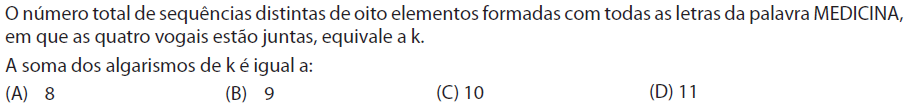 O número total de sequências distintas de oito elementos formadas com todas as letras da palavra MEDICINA,
em que as quatro vogais estão juntas, equivale a k.
A soma dos algarismos de k é igual a:
(A) 8 (B) 9 (C) 10 (D) 11